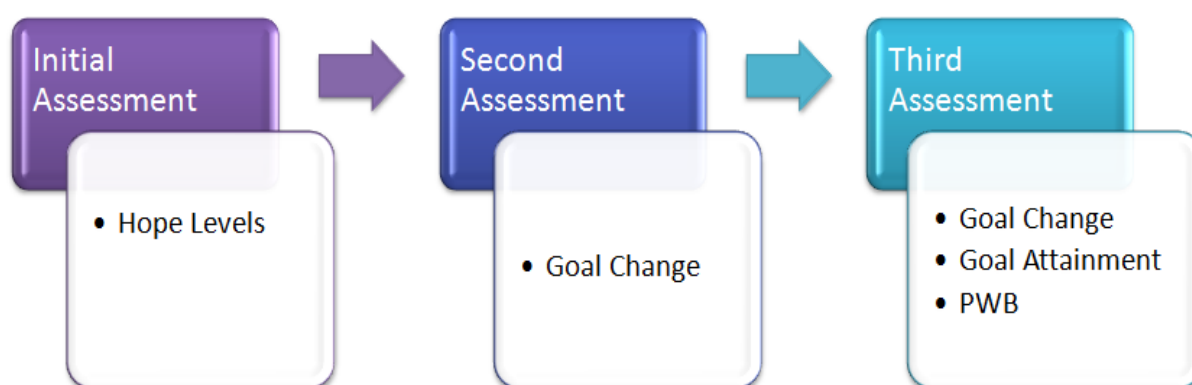 Initial
Assessment
• Hope Levels
Second
Assessment
• Goal Change
Third
Assessment
• Goal Change
• Goal Attainment
• PWB